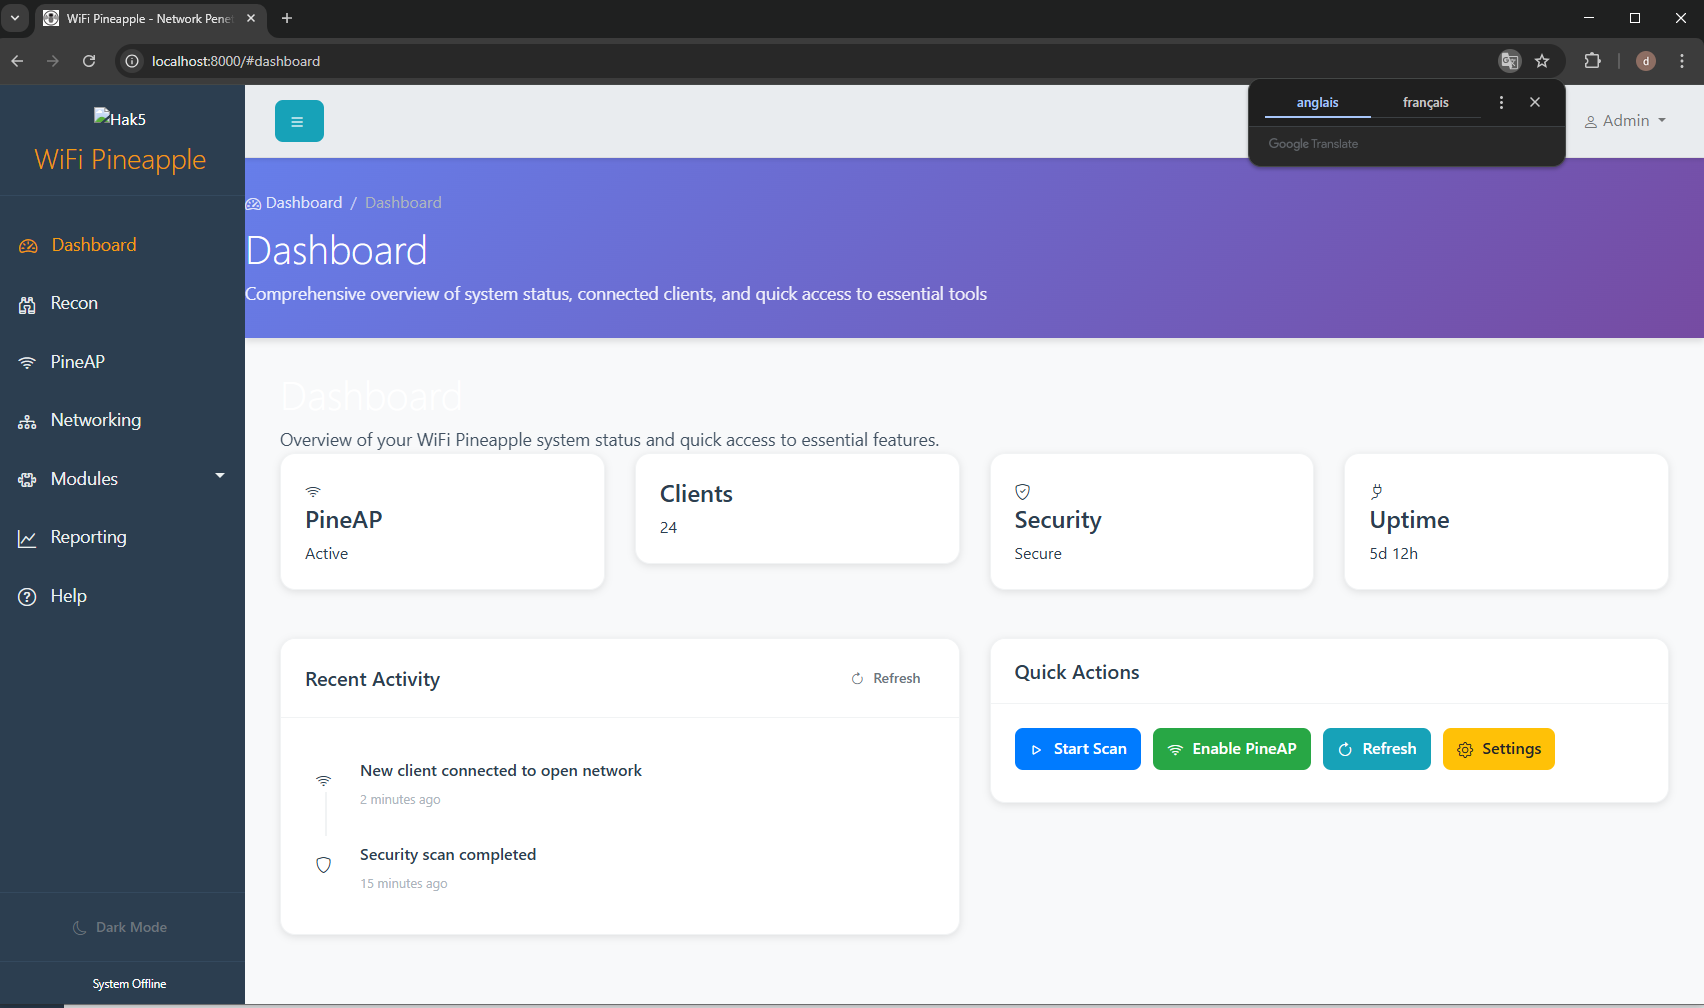 WiFi Pineapple - Network Penet
localhost:8000/#dashboard
d
anglais
français
Google Translate
Hak5
WiFi Pineapple
Admin
Dashboard
Recon
PineAP
Networking
Modules
Reporting
Help
Dark Mode
System Offline
Dashboard / Dashboard
Dashboard
Comprehensive overview of system status, connected clients, and quick access to essential tools
Dashboard
Overview of your WiFi Pineapple system status and quick access to essential features.
PineAP
Active
Clients
24
Security
Secure
Uptime
5d 12h
Recent Activity
Refresh
New client connected to open network
2 minutes ago
Security scan completed
15 minutes ago
Quick Actions
Start Scan
Enable PineAP
Refresh
Settings